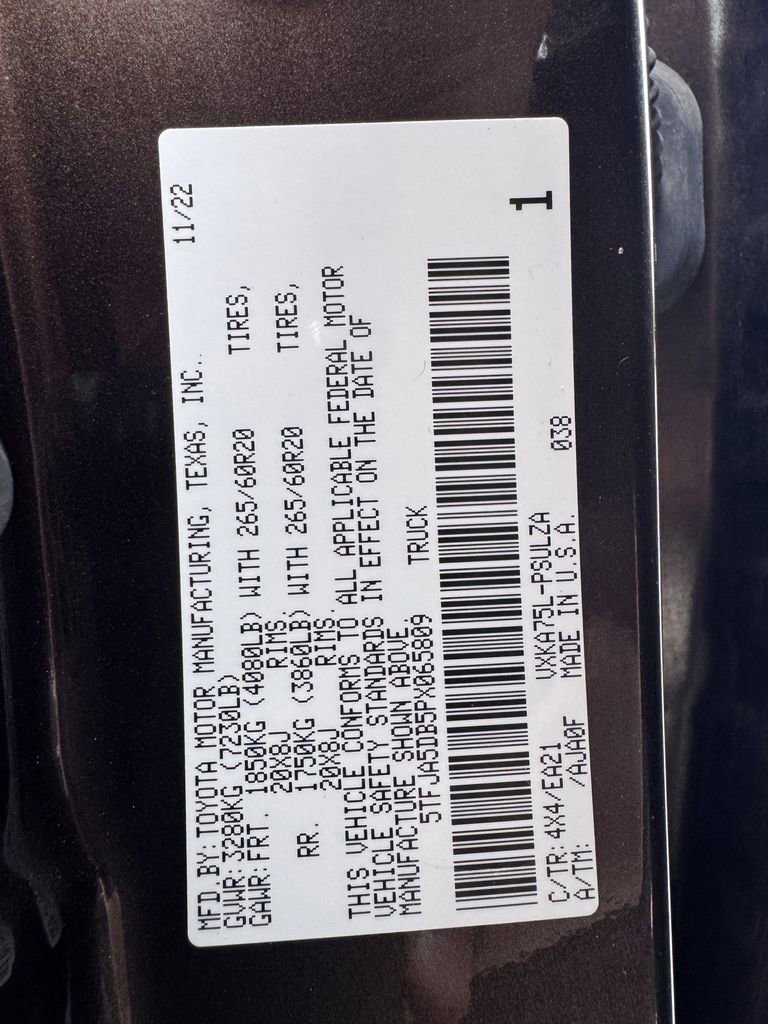 MFD.BY:TOYOTA MOTOR MANUFACTURING, TEXAS, INC. 11/22
GVWR:3280KG (7230LB)
GAWR:FRT. 1850KG (4080LB) WITH 265/60R20 TIRES,
20X8J RIMS
RR. 1750KG (3860LB) WITH 265/60R20 TIRES,
20X8J RIMS.
THIS VEHICLE CONFORMS TO ALL APPLICABLE FEDERAL MOTOR
VEHICLE SAFETY STANDARDS IN EFFECT ON THE DATE OF
MANUFACTURE SHOWN ABOVE.
5TFJA5DB5PX065809 TRUCK
1
C/TR:4X4/EA21 VXKA75L-PSULZA 038
A/TM: /AJA0F MADE IN U.S.A.